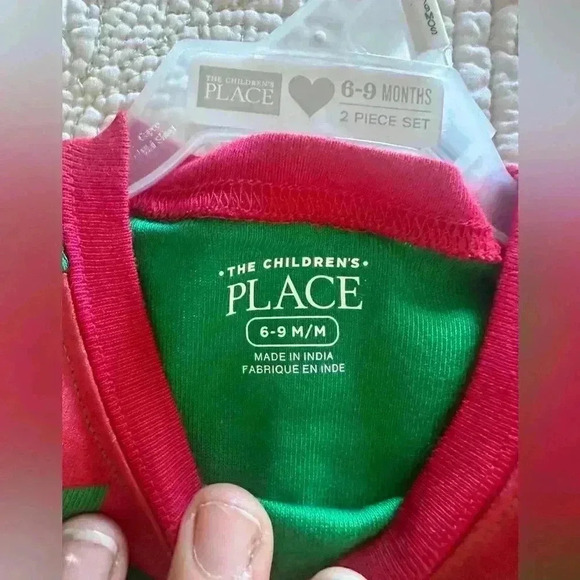 THE CHILDREN'S
PLACE
6-9 MONTHS
2 PIECE SET
• THE CHILDREN'S •
PLACE
6-9 M/M
MADE IN INDIA
FABRIQUE EN INDE